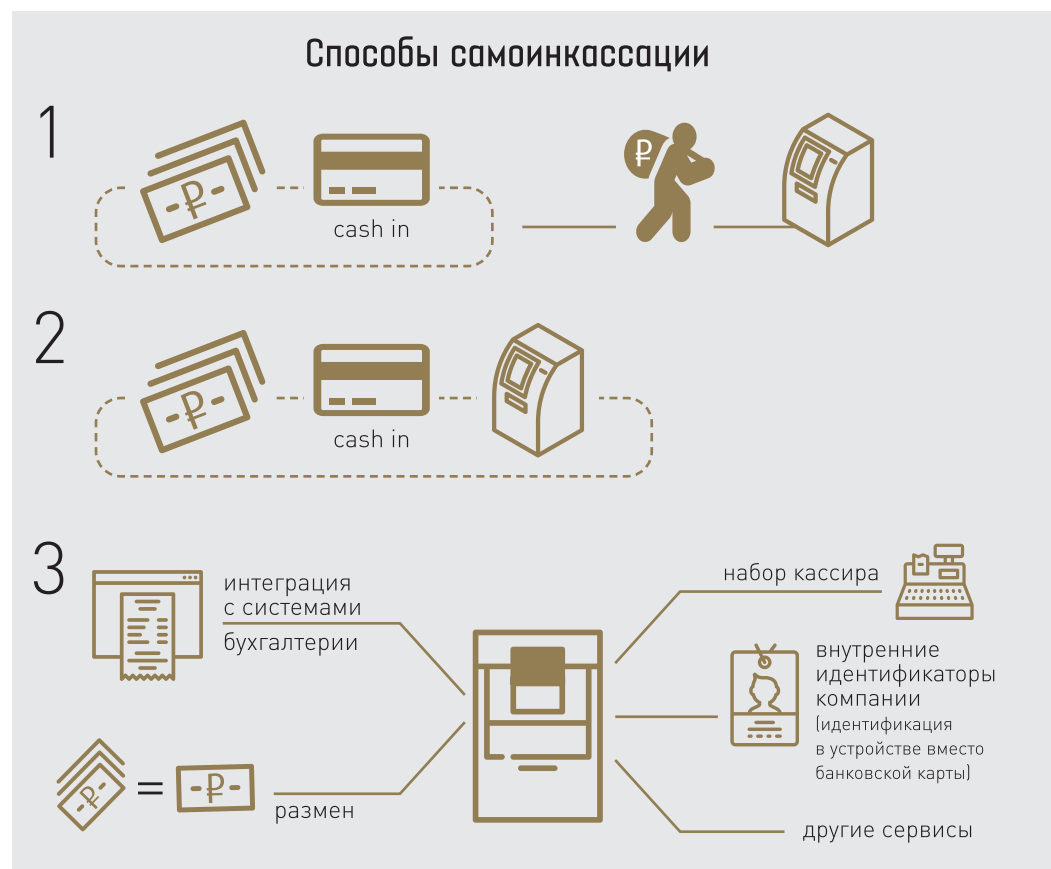 Способы самоинкассации
1
₽
₽
cash in
2
₽
cash in
3
интеграция
с системами
бухгалтерии
набор кассира
внутренние
идентификаторы
компании
(идентификация
в устройстве вместо
банковской карты)
₽ = ₽
размен
другие сервисы